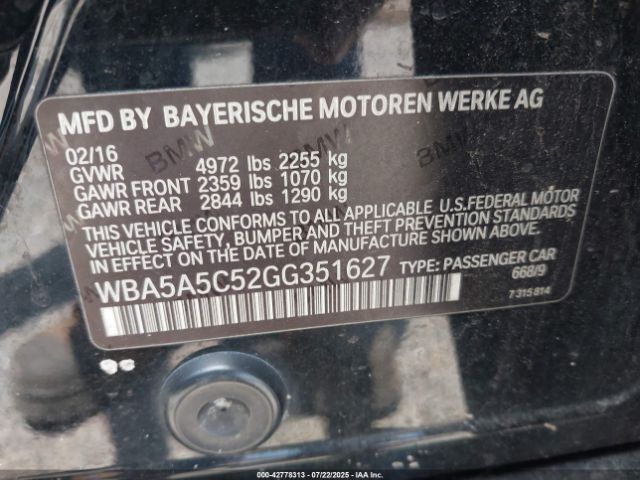 MFD BY BAYERISCHE MOTOREN WERKE AG
02/16
GVWR 4972 lbs 2255 kg
GAWR FRONT 2359 lbs 1070 kg
GAWR REAR 2844 lbs 1290 kg
THIS VEHICLE CONFORMS TO ALL APPLICABLE U.S.FEDERAL MOTOR
VEHICLE SAFETY, BUMPER AND THEFT PREVENTION STANDARDS
IN EFFECT ON THE DATE OF MANUFACTURE SHOWN ABOVE.
WBA5A5C52GG351627 TYPE: PASSENGER CAR
668/9
7 315 814
BMW
BMW
BMW
000-42778313 - 07/22/2025 - IAA Inc.